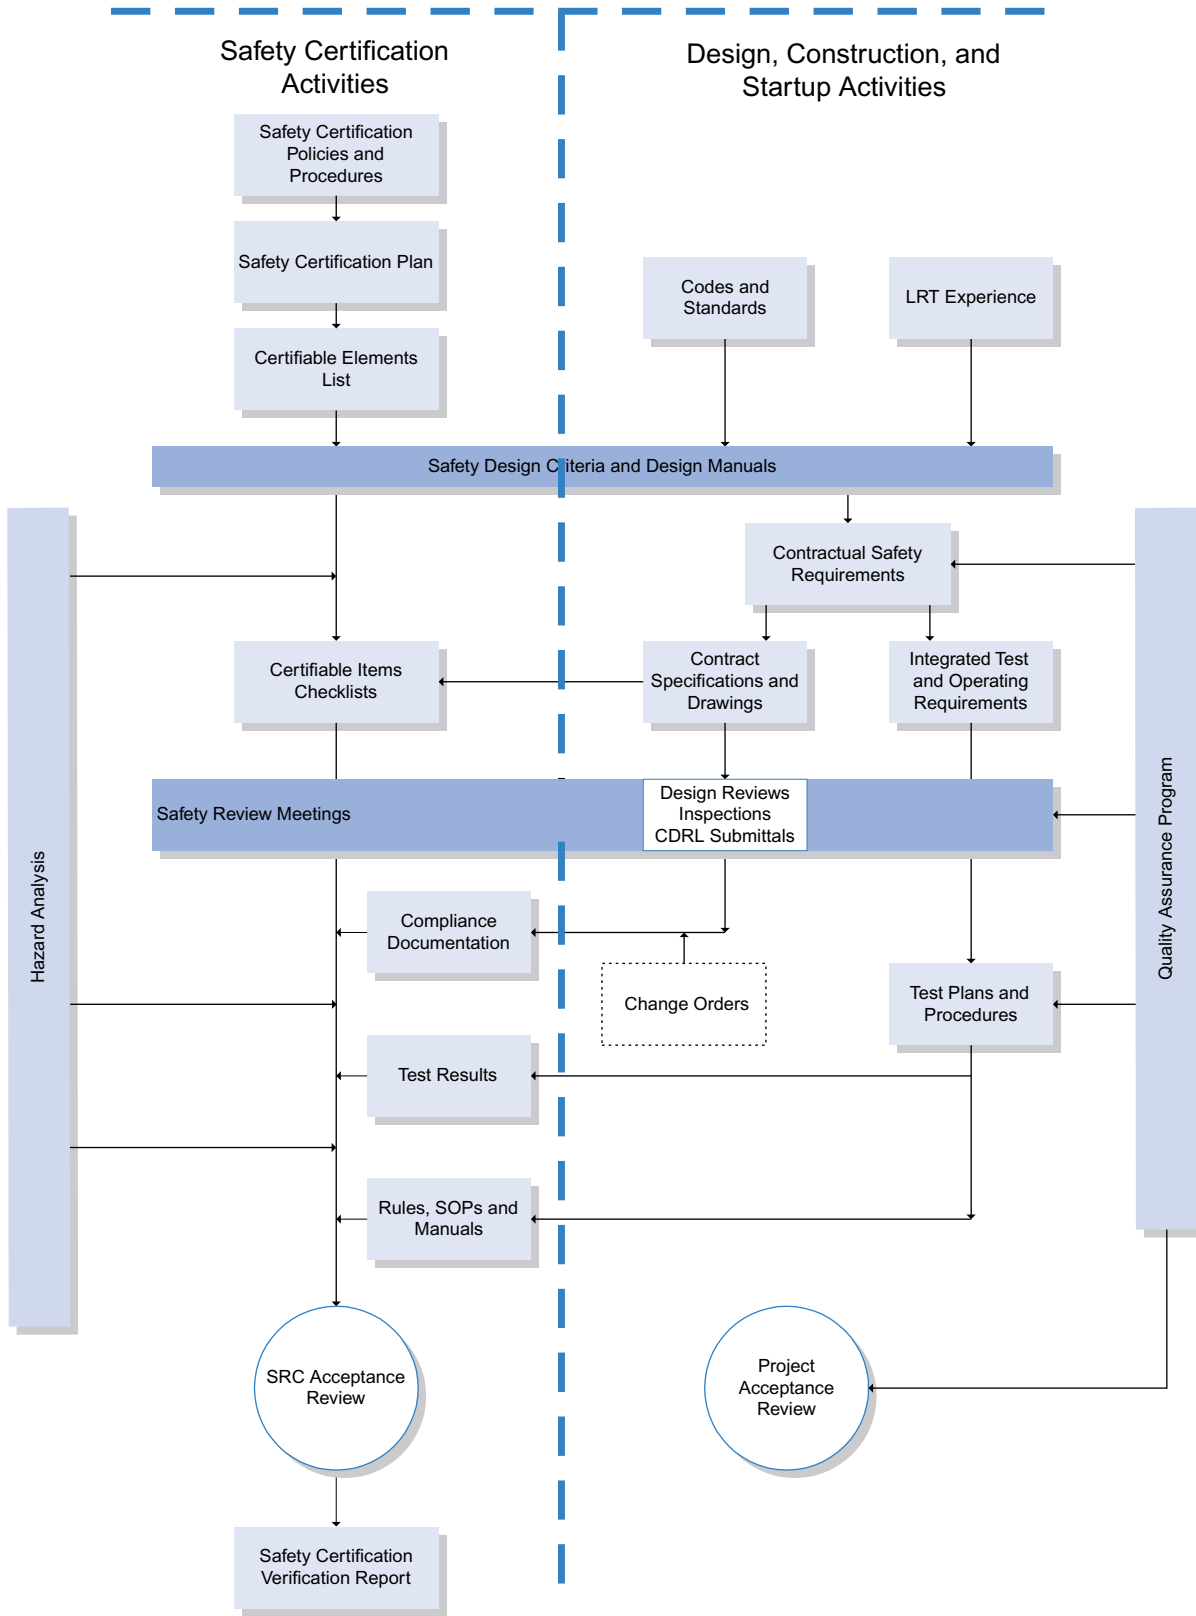 Safety Certification
Activities
Design, Construction, and
Startup Activities
Safety Certification
Policies and
Procedures
Safety Certification Plan
Codes and
Standards
LRT Experience
Certifiable Elements
List
Safety Design Criteria and Design Manuals
Contractual Safety
Requirements
Certifiable Items
Checklists
Contract
Specifications and
Drawings
Integrated Test
and Operating
Requirements
Safety Review Meetings
Design Reviews
Inspections
CDRL Submittals
Hazard Analysis
Quality Assurance Program
Compliance
Documentation
Change Orders
Test Plans and
Procedures
Test Results
Rules, SOPs and
Manuals
SRC Acceptance
Review
Project
Acceptance
Review
Safety Certification
Verification Report